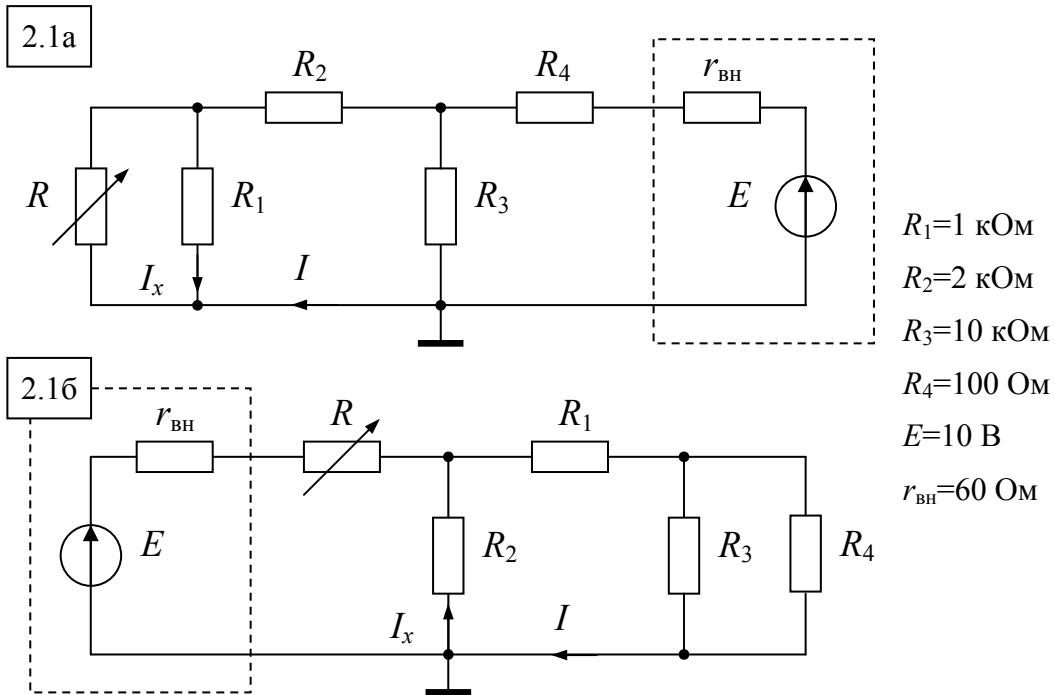 2.1а
R₂
R₄
rвн
R
R₁
R₃
E
Iₓ
I
2.1б
rвн
R
R₁
E
R₂
R₃
R₄
Iₓ
I
R₁=1 кОм
R₂=2 кОм
R₃=10 кОм
R₄=100 Ом
E=10 В
rвн=60 Ом